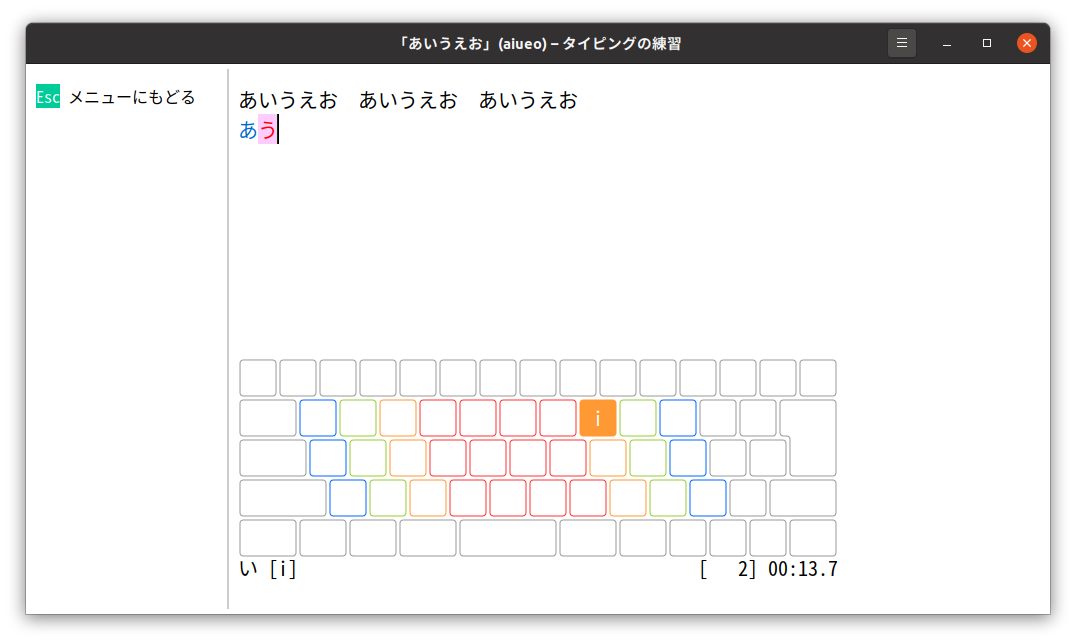 「あいうえお」(aiueo) – タイピングの練習
Esc メニューにもどる
あいうえお　あいうえお　あいうえお
あう
i
い [i]
[   2] 00:13.7